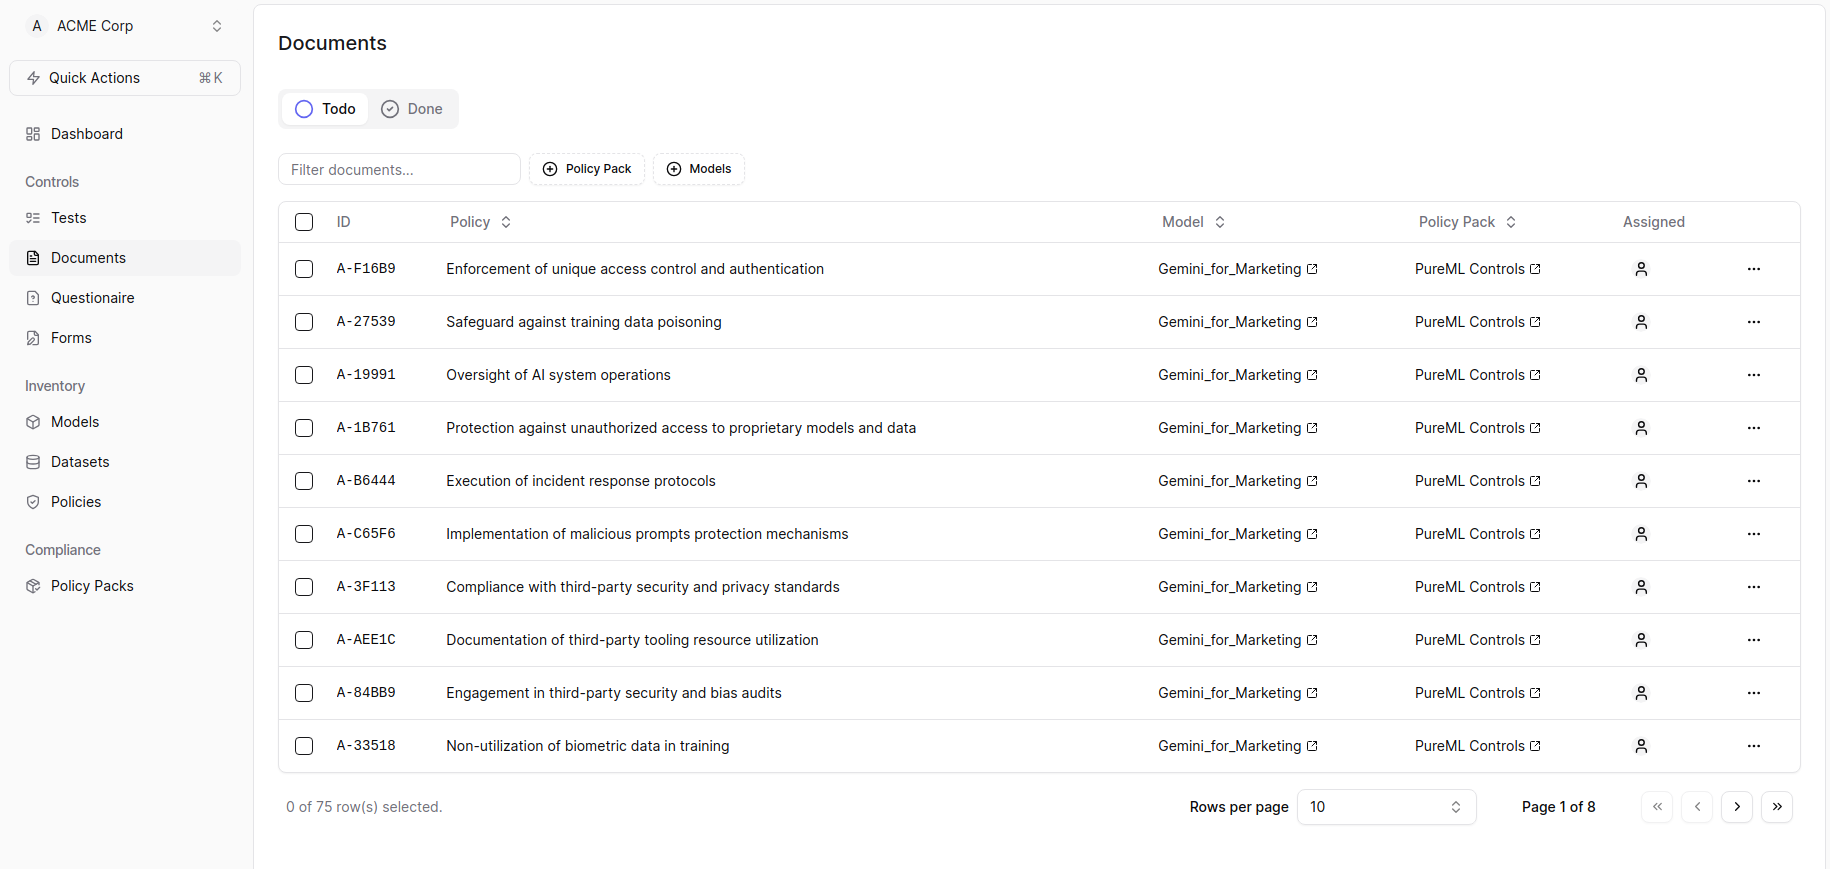 A ACME Corp
Quick Actions ⌘ K
Dashboard
Controls
Tests
Documents
Questionaire
Forms
Inventory
Models
Datasets
Policies
Compliance
Policy Packs
Documents
Todo Done
Filter documents... Policy Pack Models
ID Policy Model Policy Pack Assigned
A-F16B9 Enforcement of unique access control and authentication Gemini_for_Marketing PureML Controls
A-27539 Safeguard against training data poisoning Gemini_for_Marketing PureML Controls
A-19991 Oversight of AI system operations Gemini_for_Marketing PureML Controls
A-1B761 Protection against unauthorized access to proprietary models and data Gemini_for_Marketing PureML Controls
A-B6444 Execution of incident response protocols Gemini_for_Marketing PureML Controls
A-C65F6 Implementation of malicious prompts protection mechanisms Gemini_for_Marketing PureML Controls
A-3F113 Compliance with third-party security and privacy standards Gemini_for_Marketing PureML Controls
A-AEE1C Documentation of third-party tooling resource utilization Gemini_for_Marketing PureML Controls
A-84BB9 Engagement in third-party security and bias audits Gemini_for_Marketing PureML Controls
A-33518 Non-utilization of biometric data in training Gemini_for_Marketing PureML Controls
0 of 75 row(s) selected. Rows per page 10 Page 1 of 8